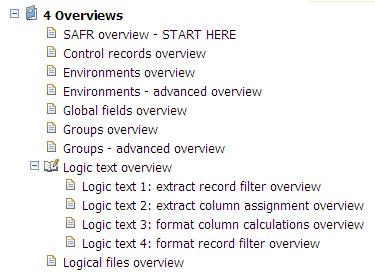 4 Overviews
SAFR overview - START HERE
Control records overview
Environments overview
Environments - advanced overview
Global fields overview
Groups overview
Groups - advanced overview
Logic text overview
Logic text 1: extract record filter overview
Logic text 2: extract column assignment overview
Logic text 3: format column calculations overview
Logic text 4: format record filter overview
Logical files overview